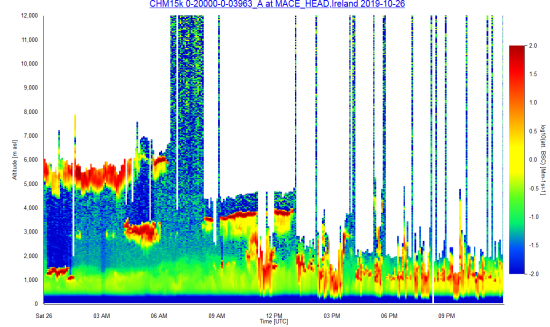 CHM15k 0-20000-0-03963_A at MACE_HEAD,Ireland 2019-10-26
12,000
11,000
10,000
9,000
8,000
7,000
6,000
5,000
4,000
3,000
2,000
1,000
0
Altitude [m asl]
Sat 26
03 AM
06 AM
09 AM
12 PM
03 PM
06 PM
09 PM
Time [UTC]
2.0
1.5
1.0
0.5
0.0
-0.5
-1.0
-1.5
-2.0